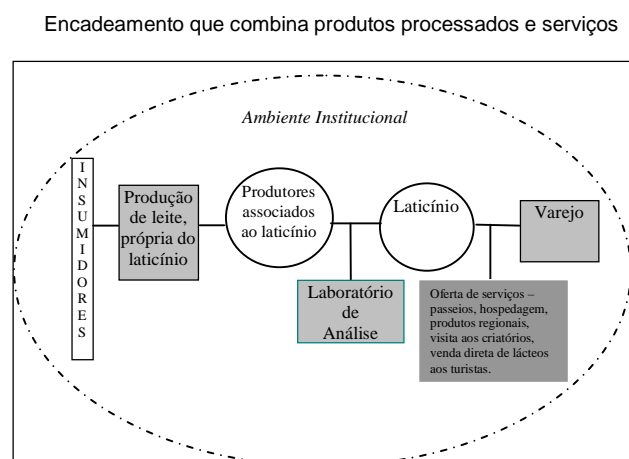 Encadeamento que combina produtos processados e serviços
Ambiente Institucional
INSUMIDORES
Produção
de leite,
própria do
laticínio
Produtores
associados
ao laticínio
Laticínio
Varejo
Laboratório
de
Análise
Oferta de serviços –
passeios, hospedagem,
produtos regionais,
visita aos criatórios,
venda direta de lácteos
aos turistas.